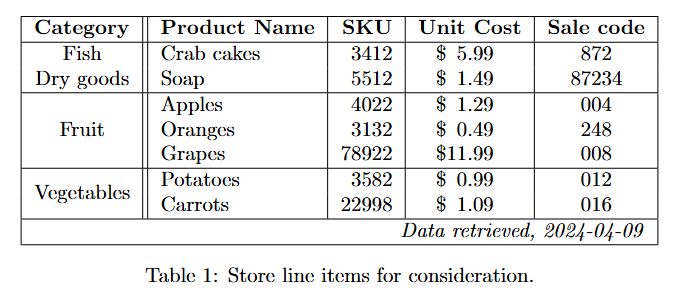 Category Product Name SKU Unit Cost Sale code
Fish Crab cakes 3412 $ 5.99 872
Dry goods Soap 5512 $ 1.49 87234
Apples 4022 $ 1.29 004
Fruit Oranges 3132 $ 0.49 248
Grapes 78922 $11.99 008
Vegetables Potatoes 3582 $ 0.99 012
Carrots 22998 $ 1.09 016
Data retrieved, 2024-04-09
Table 1: Store line items for consideration.